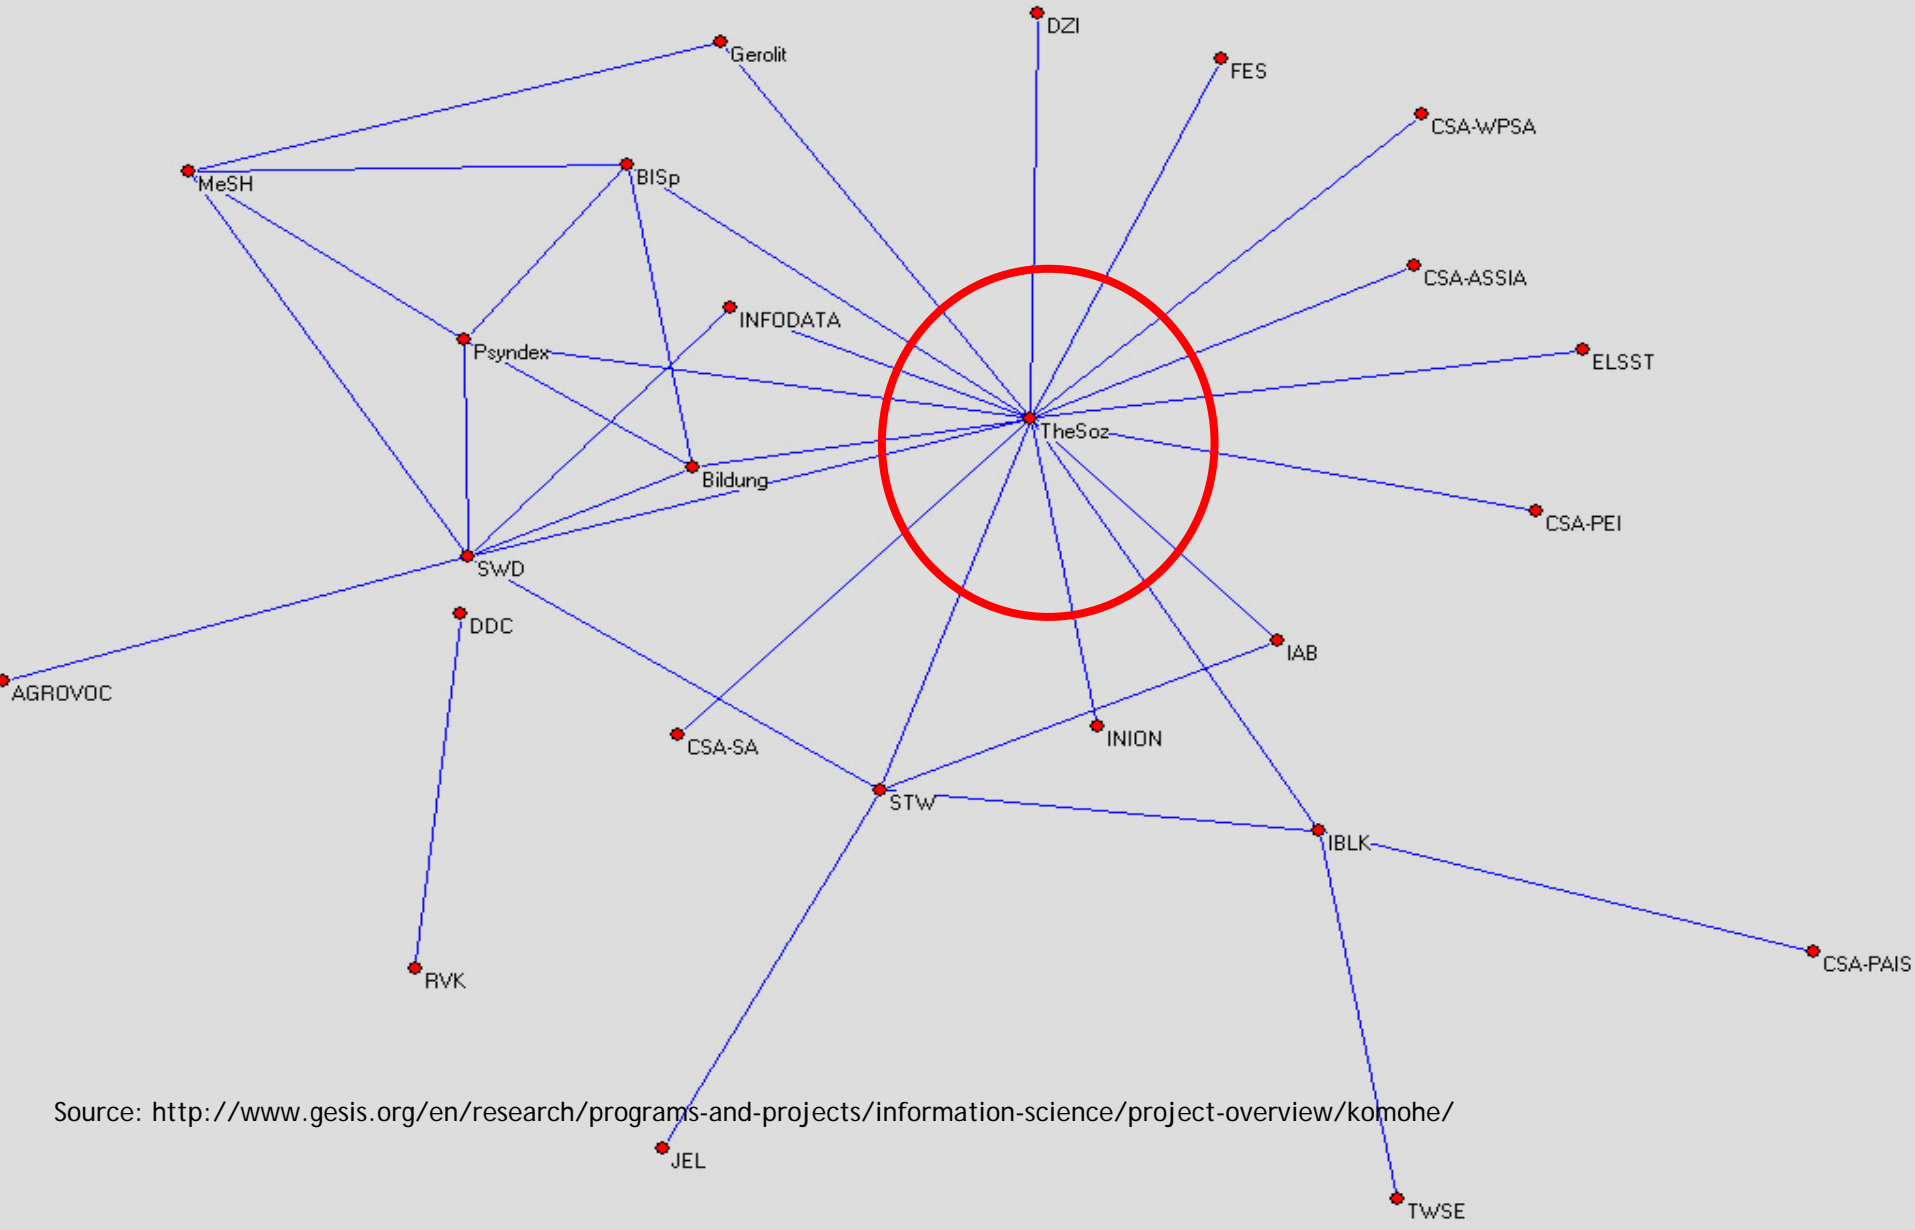 DZI
Gerolit
FES
CSA-WPSA
MeSH
BISp
CSA-ASSIA
INFODATA
Psyndex
ELSST
TheSoz
Bildung
CSA-PEI
SWD
DDC
IAB
AGROVOC
CSA-SA
INION
STW
IBLK
CSA-PAIS
RVK
Source: http://www.gesis.org/en/research/programs-and-projects/information-science/project-overview/komohe/
JEL
TWSE